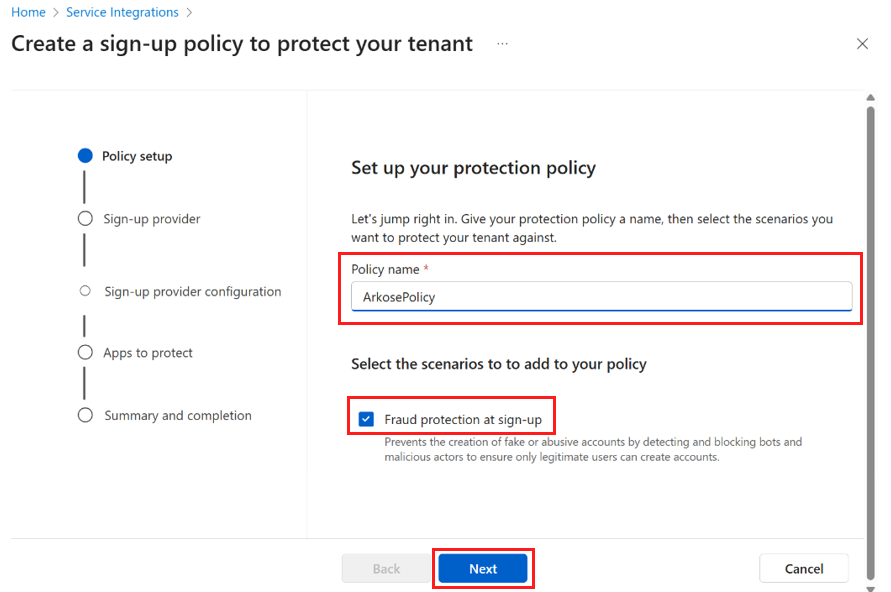 Home > Service Integrations >
Create a sign-up policy to protect your tenant ...
Policy setup
Sign-up provider
Sign-up provider configuration
Apps to protect
Summary and completion
Set up your protection policy
Let's jump right in. Give your protection policy a name, then select the scenarios you
want to protect your tenant against.
Policy name *
ArkosePolicy
Select the scenarios to to add to your policy
Fraud protection at sign-up
Prevents the creation of fake or abusive accounts by detecting and blocking bots and
malicious actors to ensure only legitimate users can create accounts.
Back
Next
Cancel